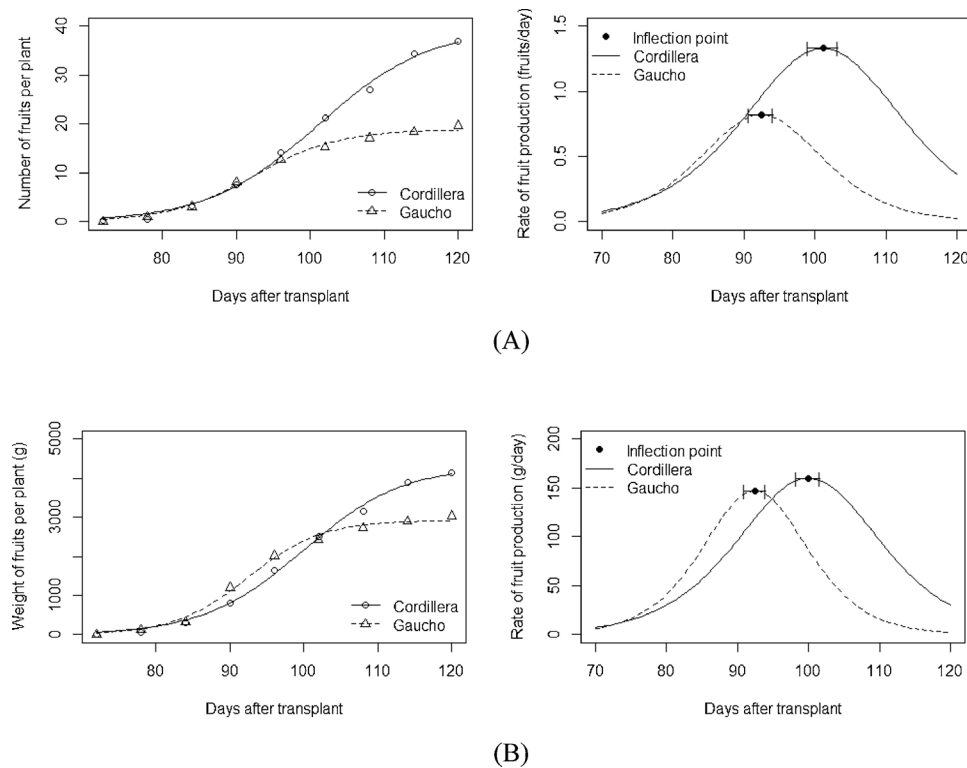 Number of fruits per plant
40
30
20
10
0
Cordillera
Gaucho
80 90 100 110 120
Days after transplant
Rate of fruit production (fruits/day)
1.5
1.0
0.5
0.0
Inflection point
Cordillera
Gaucho
70 80 90 100 110 120
Days after transplant
(A)
Weight of fruits per plant (g)
5000
3000
1000
0
Cordillera
Gaucho
80 90 100 110 120
Days after transplant
Rate of fruit production (g/day)
200
150
100
50
0
Inflection point
Cordillera
Gaucho
70 80 90 100 110 120
Days after transplant
(B)